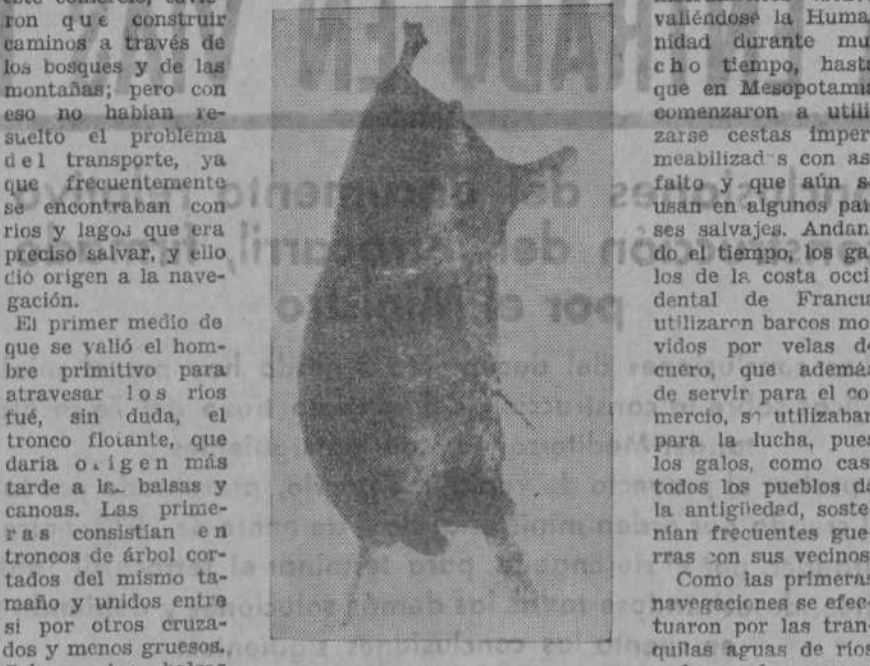 ron que construir
caminos a través de
los bosques y de las
montañas; pero con
eso no habían re-
suelto el problema
del transporte, ya
que frecuentemente
se encontraban con
rios y lagos que era
preciso salvar, y ello
dió origen a la nave-
gación.
El primer medio de
que se valió el hom-
bre primitivo para
atravesar los ríos
fué, sin duda, el
tronco flotante, que
daría origen más
tarde a las balsas y
canoas. Las prime-
ras consistían en
troncos de árbol cor-
tados del mismo ta-
maño y unidos entre
sí por otros cruza-
dos y menos gruesos.
valiéndose la Huma
nidad durante mu
cho tiempo, hasta
que en Mesopotamia
comenzaron a utili
zarse cestas imper
meabilizad s con as
falto y que aún s
usan en algunos paí
ses salvajes. Andan
do el tiempo, los ga
los de la costa occi
dental de Francia
utilizaron barcos mo
vidos por velas d
cuero, que además
de servir para el co
mercio, se utilizaban
para la lucha, pues
los galos, como casi
todos los pueblos de
la antigüedad, soste-
nían frecuentes gue-
rras con sus vecinos
Como las primeras
navegaciones se efec-
tuaron por las tran-
quilas aguas de ríos